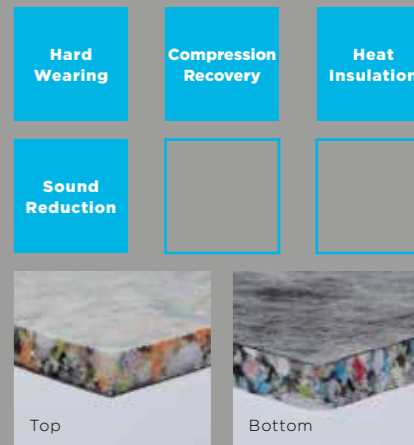 Hard
Wearing
Compression
Recovery
Heat
Insulation
Sound
Reduction
Top
Bottom